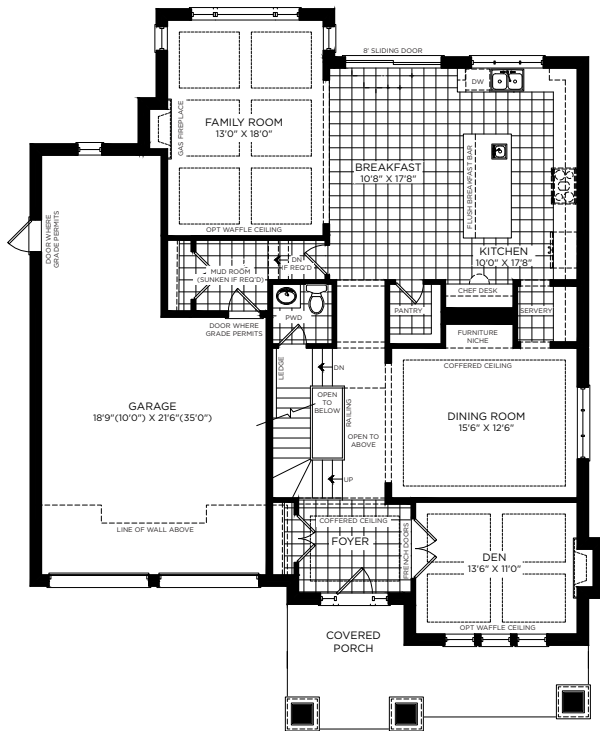 8' SLIDING DOOR
DW
GAS FIREPLACE
FAMILY ROOM
13'0" X 18'0"
OPT WAFFLE CEILING
BREAKFAST
10'8" X 17'8"
FLUSH BREAKFAST BAR
KITCHEN
10'0" X 17'8"
DOOR WHERE
GRADE PERMITS
DN
IF REQ'D
MUD ROOM
(SUNKEN IF REQ'D)
CHEF DESK
PWD
PANTRY
SERVERY
DOOR WHERE
GRADE PERMITS
FURNITURE
NICHE
LEDGE
DN
COFFERED CEILING
OPEN
TO
BELOW
RAILING
GARAGE
18'9"(10'0") X 21'6"(35'0")
DINING ROOM
15'6" X 12'6"
OPEN TO
ABOVE
UP
COFFERED CEILING
FOYER
FRENCH DOORS
LINE OF WALL ABOVE
DEN
13'6" X 11'0"
OPT WAFFLE CEILING
COVERED
PORCH